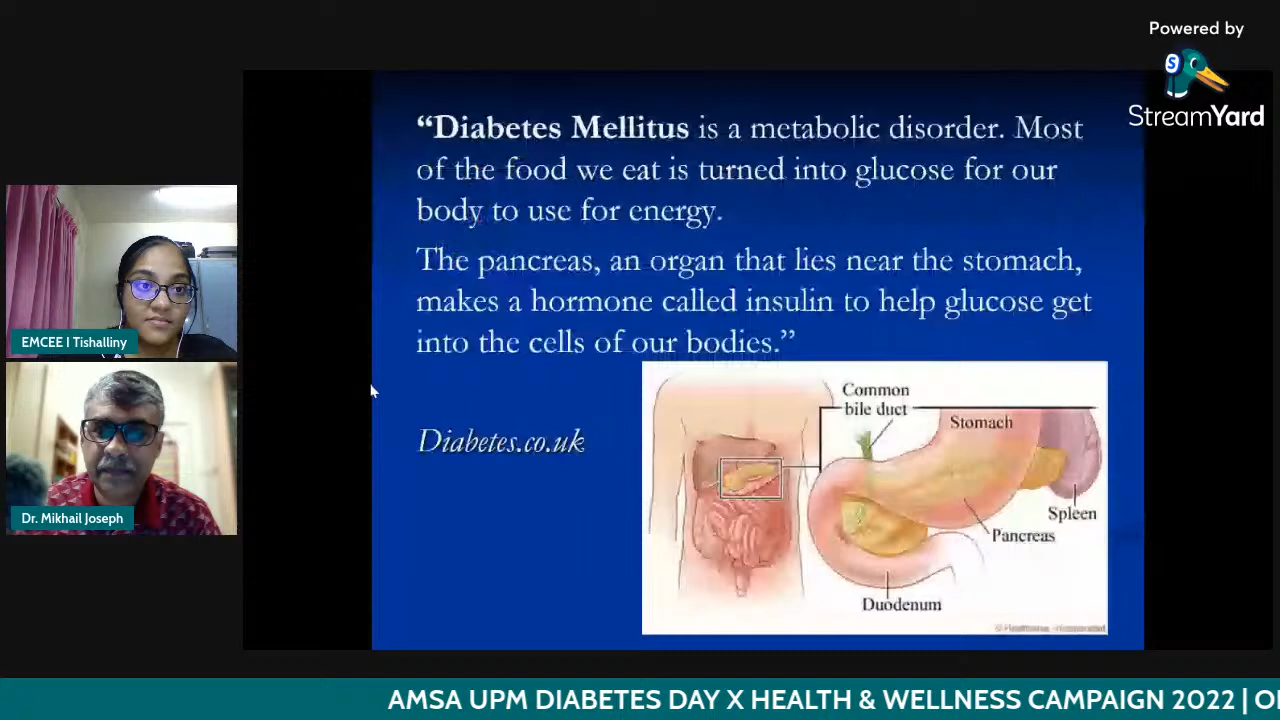 Powered by
StreamYard
“Diabetes Mellitus is a metabolic disorder. Most
of the food we eat is turned into glucose for our
body to use for energy.
The pancreas, an organ that lies near the stomach,
makes a hormone called insulin to help glucose get
into the cells of our bodies.”
Diabetes.co.uk
Common
bile duct
Stomach
Spleen
Pancreas
Duodenum
EMCEE I Tishalliny
Dr. Mikhail Joseph
AMSA UPM DIABETES DAY X HEALTH & WELLNESS CAMPAIGN 2022 |